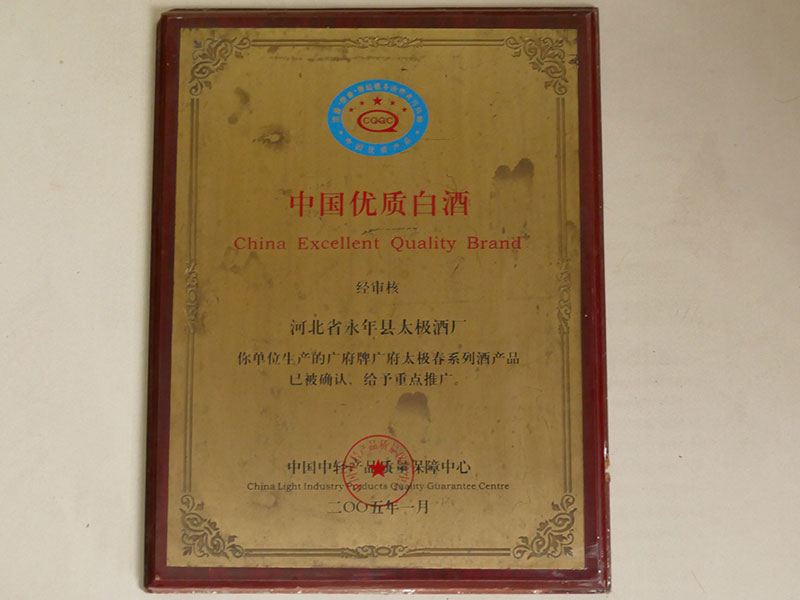 CQGC
中国优质白酒
China Excellent Quality Brand
经审核
河北省永年县太极酒厂
你单位生产的广府牌广府太极春系列酒产品
已被确认，给予重点推广。
中国中轻产品质量保障中心
China Light Industry Products Quality Guarantee Centre
二〇〇五年一月